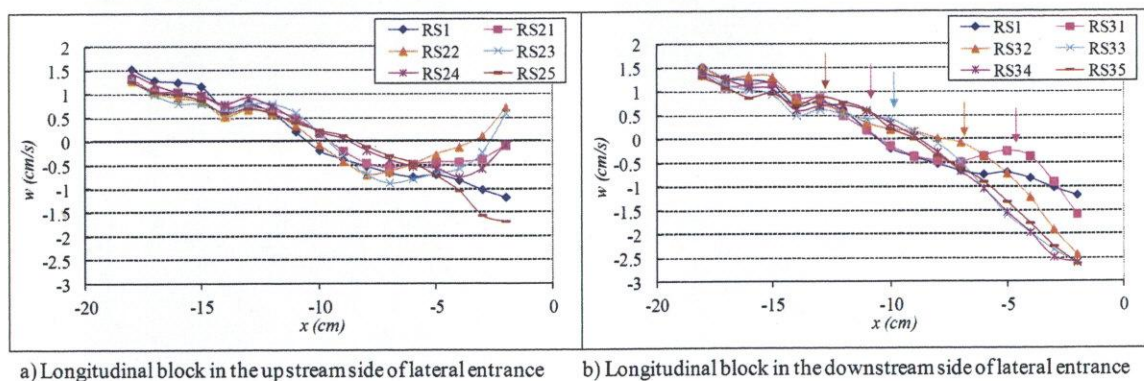 RS1 RS21
RS22 RS23
RS24 RS25
2
1.5
1
0.5
0
-0.5
-1
-1.5
-2
-2.5
-3
w (cm/s)
-20 -15 -10 -5 0
x (cm)
a) Longitudinal block in the upstream side of lateral entrance
RS1 RS31
RS32 RS33
RS34 RS35
2
1.5
1
0.5
0
-0.5
-1
-1.5
-2
-2.5
-3
w (cm/s)
-20 -15 -10 -5 0
x (cm)
b) Longitudinal block in the downstream side of lateral entrance